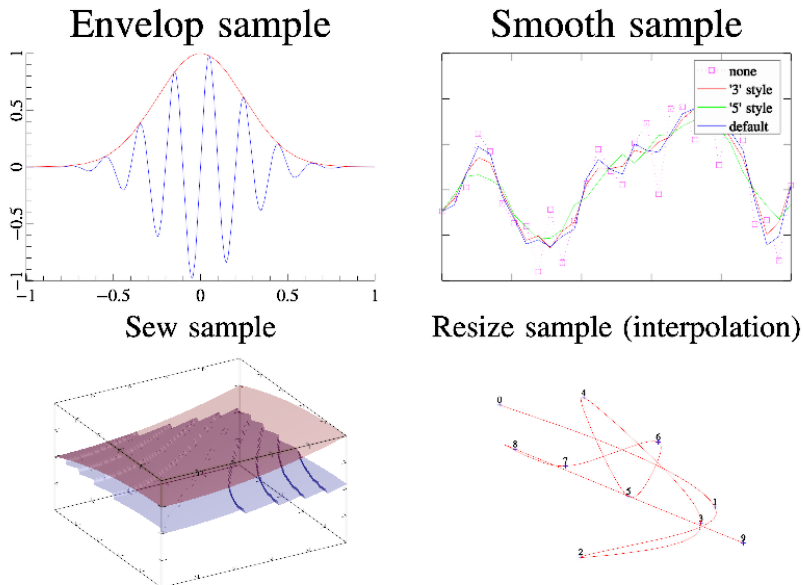 Envelop sample
Smooth sample
1
0.5
0
−0.5
−1
−1
−0.5
0
0.5
1
none
'3' style
'5' style
default
Sew sample
Resize sample (interpolation)
0
4
6
8
7
5
1
3
9
2